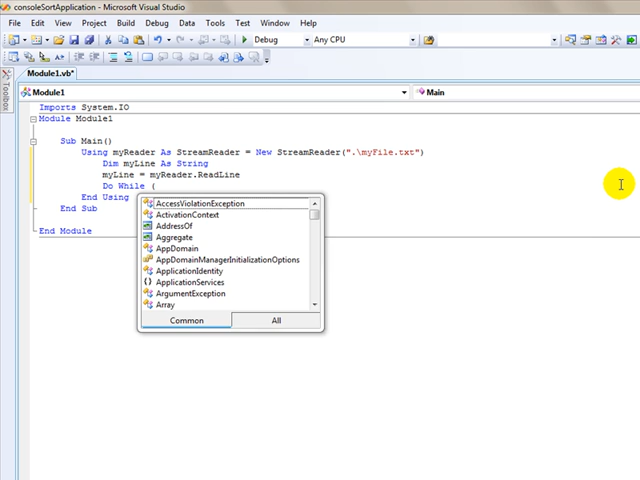 consoleSortApplication - Microsoft Visual Studio
File Edit View Project Build Debug Data Tools Test Window Help
Debug Any CPU
Module1.vb*
Toolbox
Module1 Main
Imports System.IO
Module Module1
Sub Main()
Using myReader As StreamReader = New StreamReader(".\myFile.txt")
Dim myLine As String
myLine = myReader.ReadLine
Do While (
End Using
End Sub
End Module
AccessViolationException
ActivationContext
AddressOf
Aggregate
AppDomain
AppDomainManagerInitializationOptions
ApplicationIdentity
ApplicationServices
ArgumentException
Array
Common All